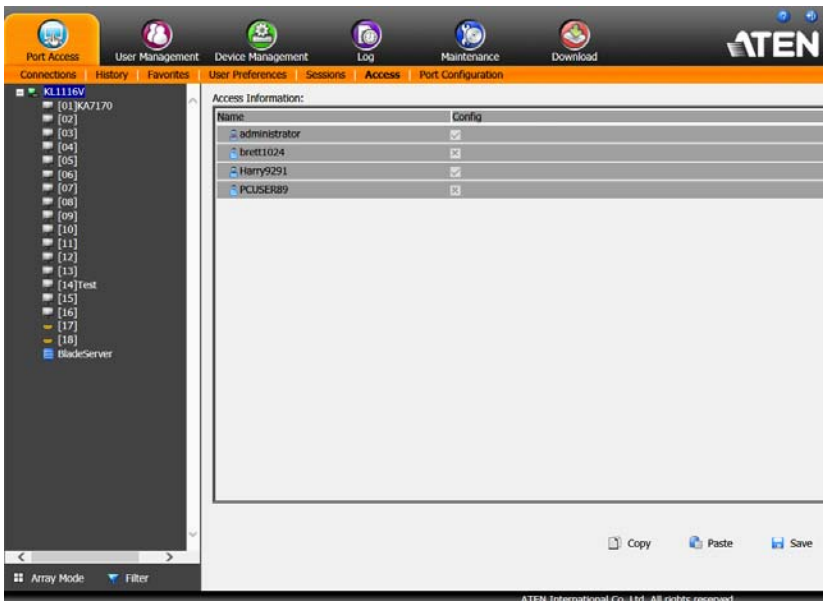 Port Access User Management Device Management Log Maintenance Download
ATEN
Connections History Favorites User Preferences Sessions Access Port Configuration
KL1116V
[01]KA7170
[02]
[03]
[04]
[05]
[06]
[07]
[08]
[09]
[10]
[11]
[12]
[13]
[14]Test
[15]
[16]
[17]
[18]
BladeServer
Access Information:
Name Config
administrator
brett1024
Harry9291
PCUSER89
Copy Paste Save
Array Mode Filter
ATEN International Co., Ltd. All rights reserved.